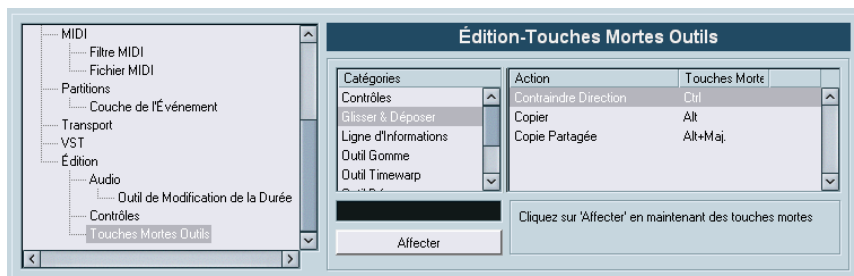 MIDI
Filtre MIDI
Fichier MIDI
Partitions
Couche de l'Événement
Transport
VST
Édition
Audio
Outil de Modification de la Durée
Contrôles
Touches Mortes Outils
Édition-Touches Mortes Outils
Catégories
Contrôles
Glisser & Déposer
Ligne d'Informations
Outil Gomme
Outil Timewarp
Affecter
Action Touches Morte
Contraindre Direction Ctrl
Copier Alt
Copie Partagée Alt+Maj.
Cliquez sur 'Affecter' en maintenant des touches mortes